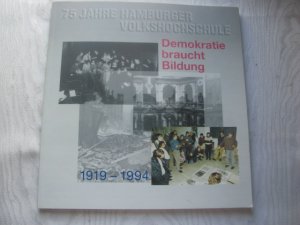 75 JAHRE HAMBURGER
VOLKSHOCHSCHULE
Demokratie
braucht
Bildung
1919 – 1994